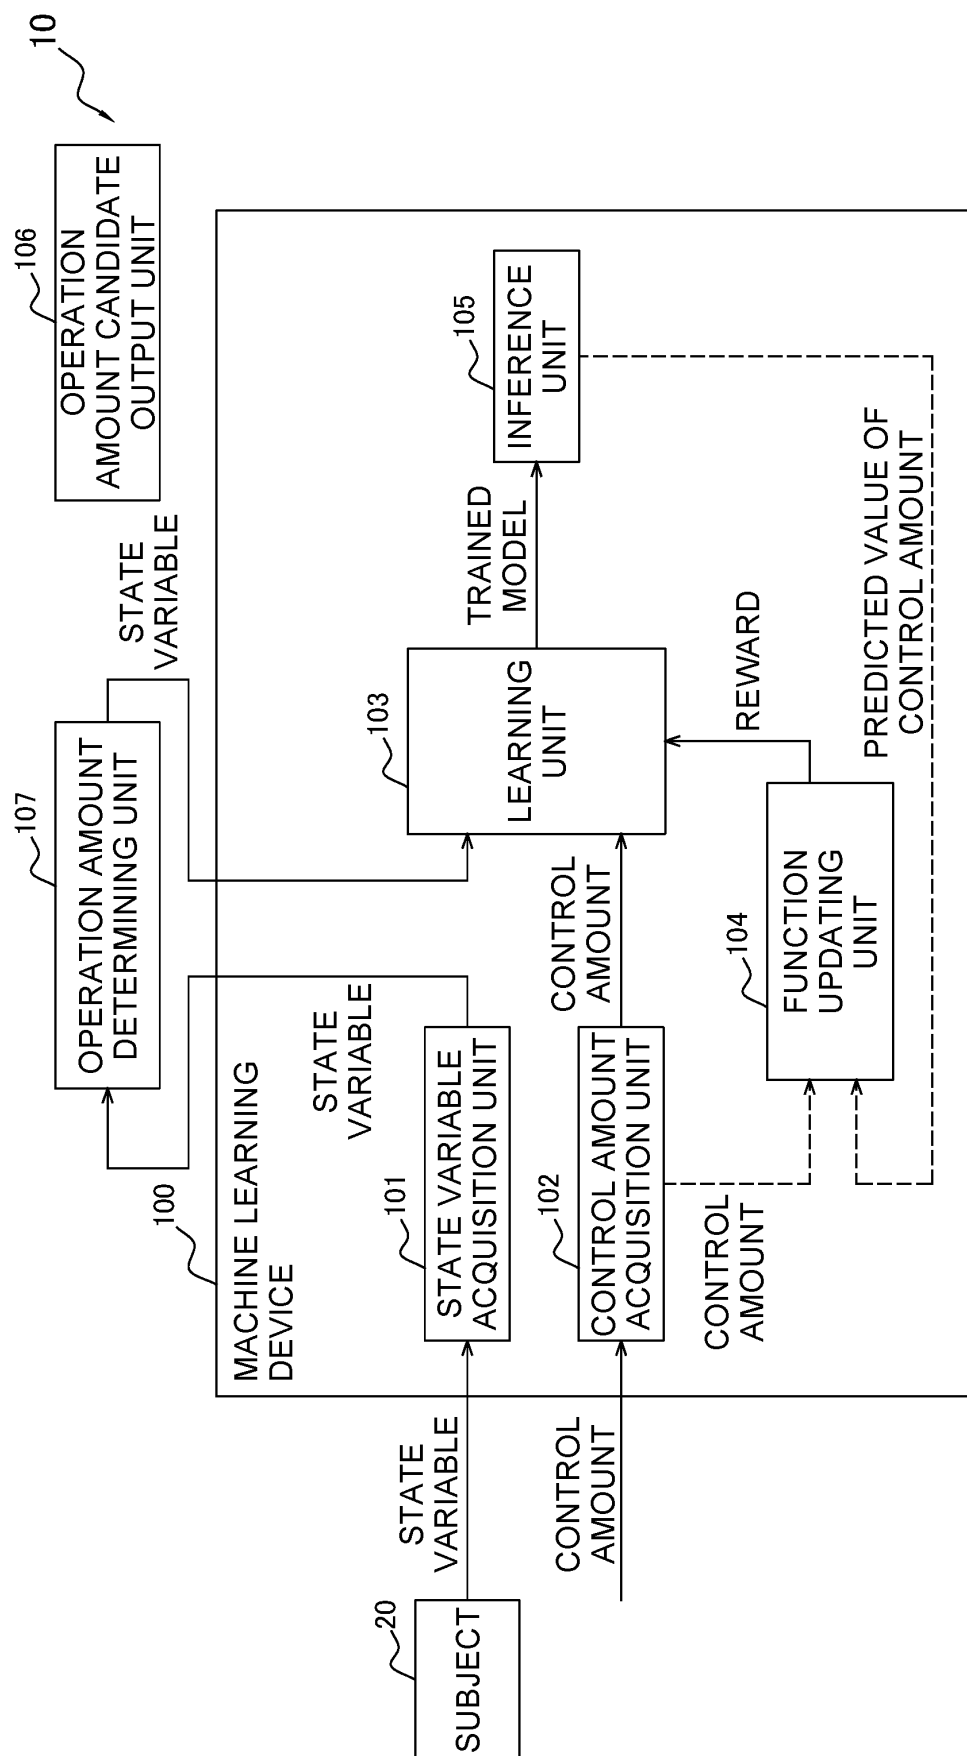 10
106
OPERATION
AMOUNT CANDIDATE
OUTPUT UNIT
107
OPERATION AMOUNT
DETERMINING UNIT
STATE
VARIABLE
100
MACHINE LEARNING
DEVICE
STATE
VARIABLE
20
SUBJECT
STATE
VARIABLE
101
STATE VARIABLE
ACQUISITION UNIT
103
LEARNING
UNIT
TRAINED
MODEL
105
INFERENCE
UNIT
CONTROL
AMOUNT
102
CONTROL AMOUNT
ACQUISITION UNIT
CONTROL
AMOUNT
REWARD
104
FUNCTION
UPDATING
UNIT
CONTROL
AMOUNT
PREDICTED VALUE OF
CONTROL AMOUNT